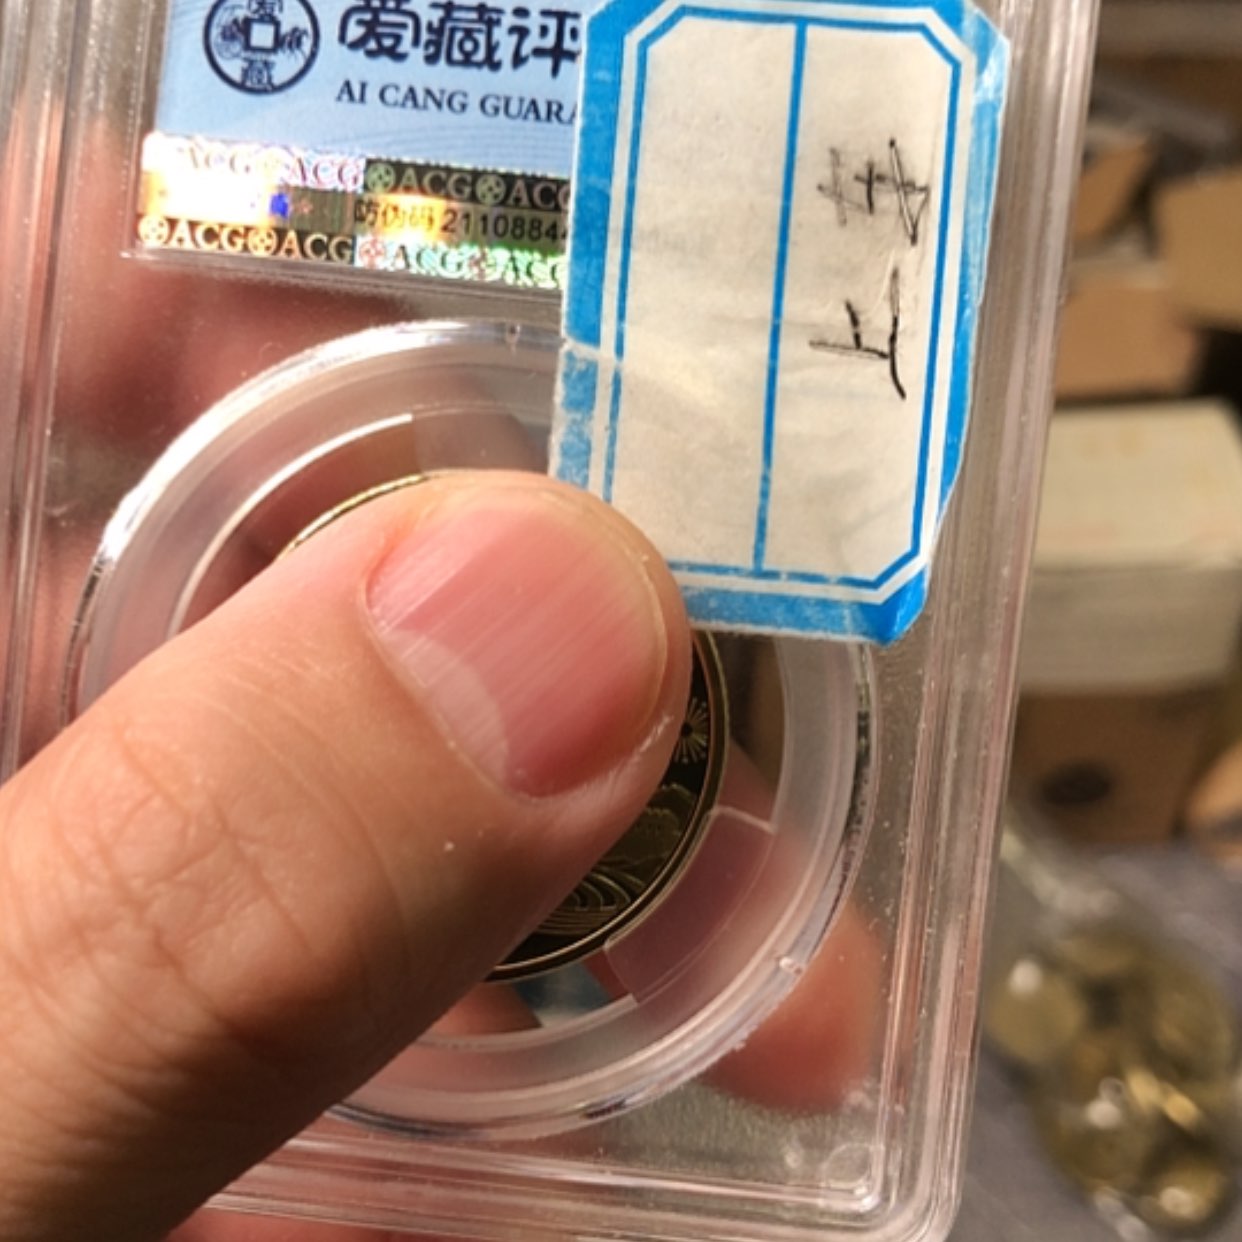 爱藏评
AI CANG GUARA
ACG ACG ACG ACG
防伪码 2110884
ACG ACG ACG ACG